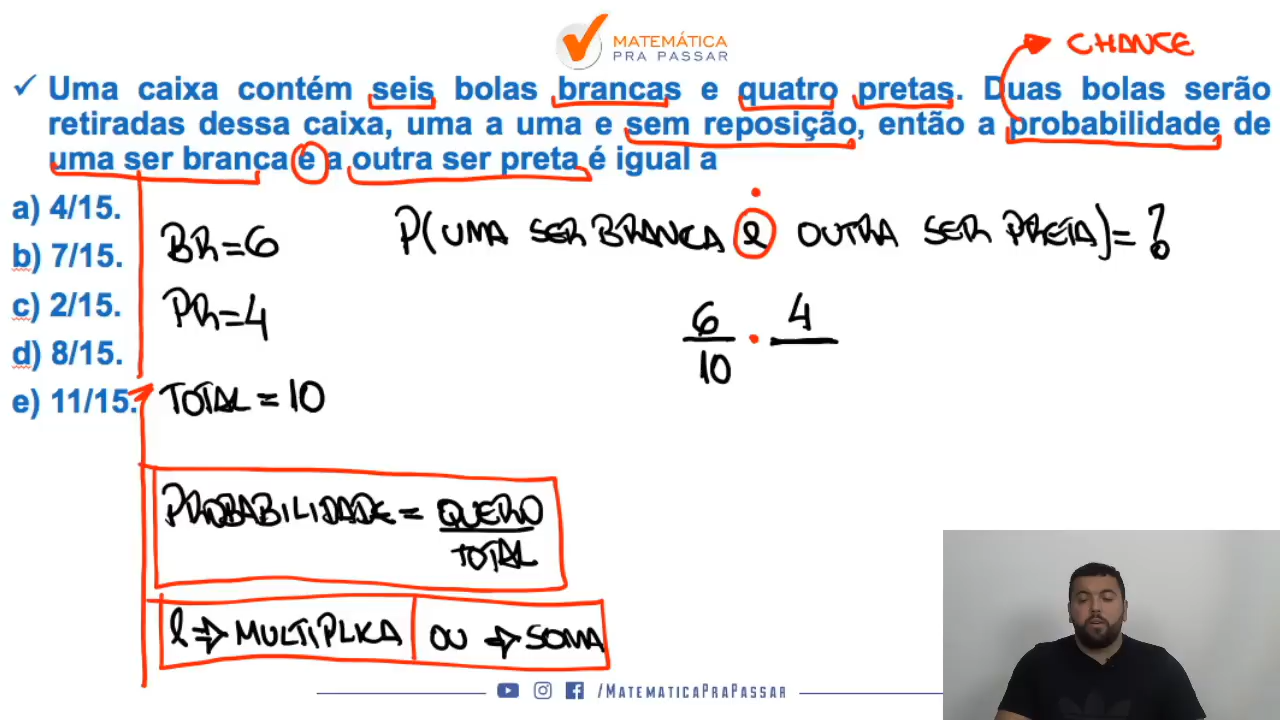 MATEMÁTICA
PRA PASSAR
CHANCE
✓ Uma caixa contém seis bolas brancas e quatro pretas. Duas bolas serão
retiradas dessa caixa, uma a uma e sem reposição, então a probabilidade de
uma ser branca e a outra ser preta é igual a
a) 4/15.
b) 7/15.
c) 2/15.
d) 8/15.
e) 11/15.
BR=6
PR=4
TOTAL=10
P(UMA SER BRANCA e OUTRA SER PRETA)=?
6/10 · 4/
PROBABILIDADE = QUERO/TOTAL
e ⇒ MULTIPLICA
OU ⇒ SOMA
/MATEMATICAPRAPASSAR